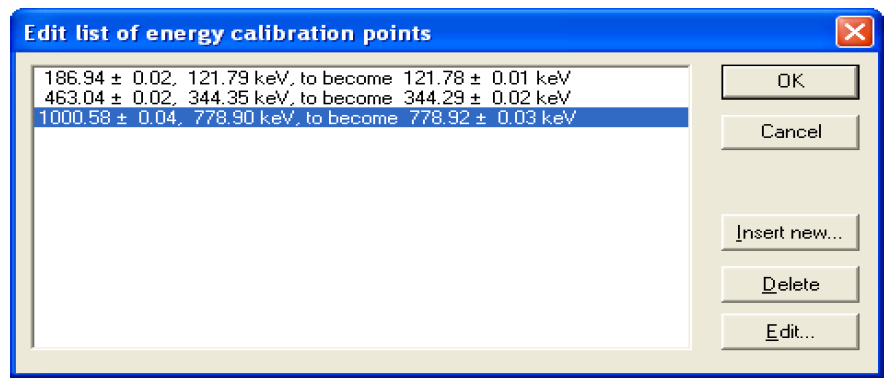 Edit list of energy calibration points
186.94 ± 0.02, 121.79 keV, to become 121.78 ± 0.01 keV
463.04 ± 0.02, 344.35 keV, to become 344.29 ± 0.02 keV
1000.58 ± 0.04, 778.90 keV, to become 778.92 ± 0.03 keV
OK
Cancel
Insert new...
Delete
Edit...